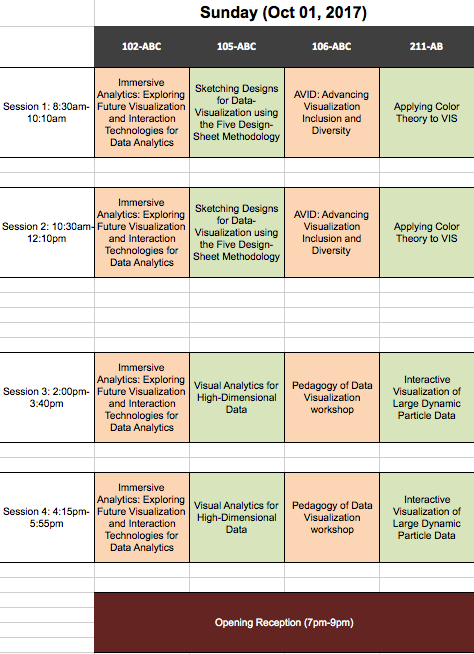 Sunday (Oct 01, 2017)
102-ABC
105-ABC
106-ABC
211-AB
Session 1: 8:30am-
10:10am
Immersive
Analytics: Exploring
Future Visualization
and Interaction
Technologies for
Data Analytics
Sketching Designs
for Data-
Visualization using
the Five Design-
Sheet Methodology
AVID: Advancing
Visualization
Inclusion and
Diversity
Applying Color
Theory to VIS
Session 2: 10:30am-
12:10pm
Immersive
Analytics: Exploring
Future Visualization
and Interaction
Technologies for
Data Analytics
Sketching Designs
for Data-
Visualization using
the Five Design-
Sheet Methodology
AVID: Advancing
Visualization
Inclusion and
Diversity
Applying Color
Theory to VIS
Session 3: 2:00pm-
3:40pm
Immersive
Analytics: Exploring
Future Visualization
and Interaction
Technologies for
Data Analytics
Visual Analytics for
High-Dimensional
Data
Pedagogy of Data
Visualization
workshop
Interactive
Visualization of
Large Dynamic
Particle Data
Session 4: 4:15pm-
5:55pm
Immersive
Analytics: Exploring
Future Visualization
and Interaction
Technologies for
Data Analytics
Visual Analytics for
High-Dimensional
Data
Pedagogy of Data
Visualization
workshop
Interactive
Visualization of
Large Dynamic
Particle Data
Opening Reception (7pm-9pm)